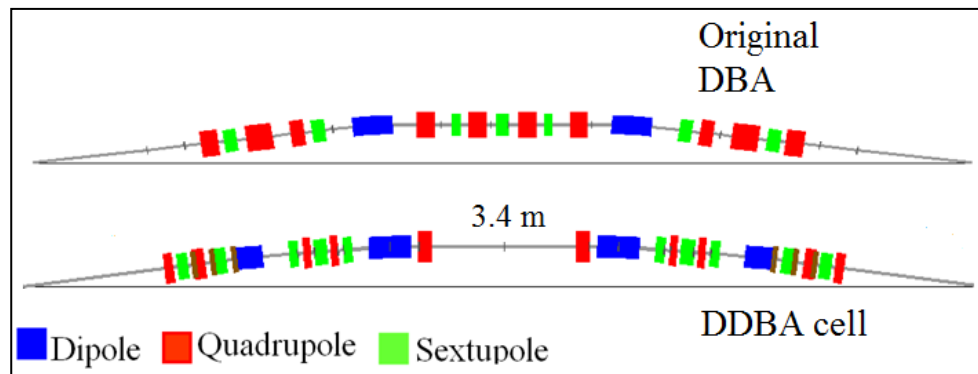 Original
DBA
3.4 m
DDBA cell
Dipole Quadrupole Sextupole